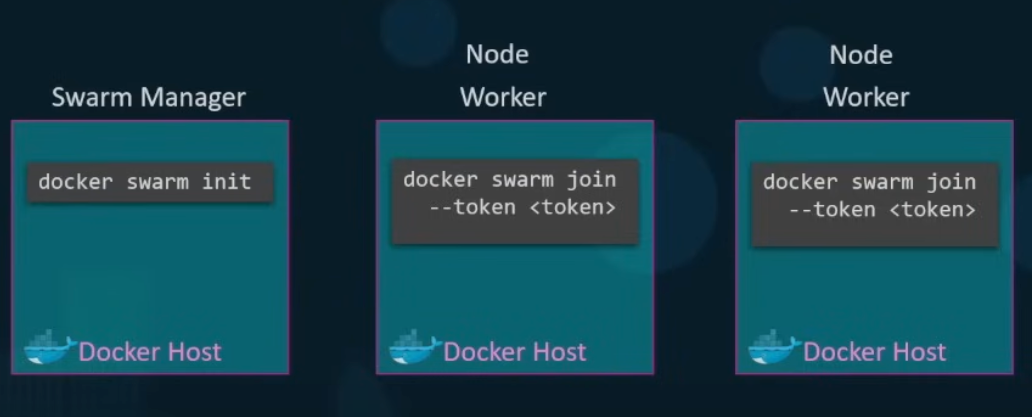 Swarm Manager
docker swarm init
Docker Host
Node
Worker
docker swarm join
--token <token>
Docker Host
Node
Worker
docker swarm join
--token <token>
Docker Host